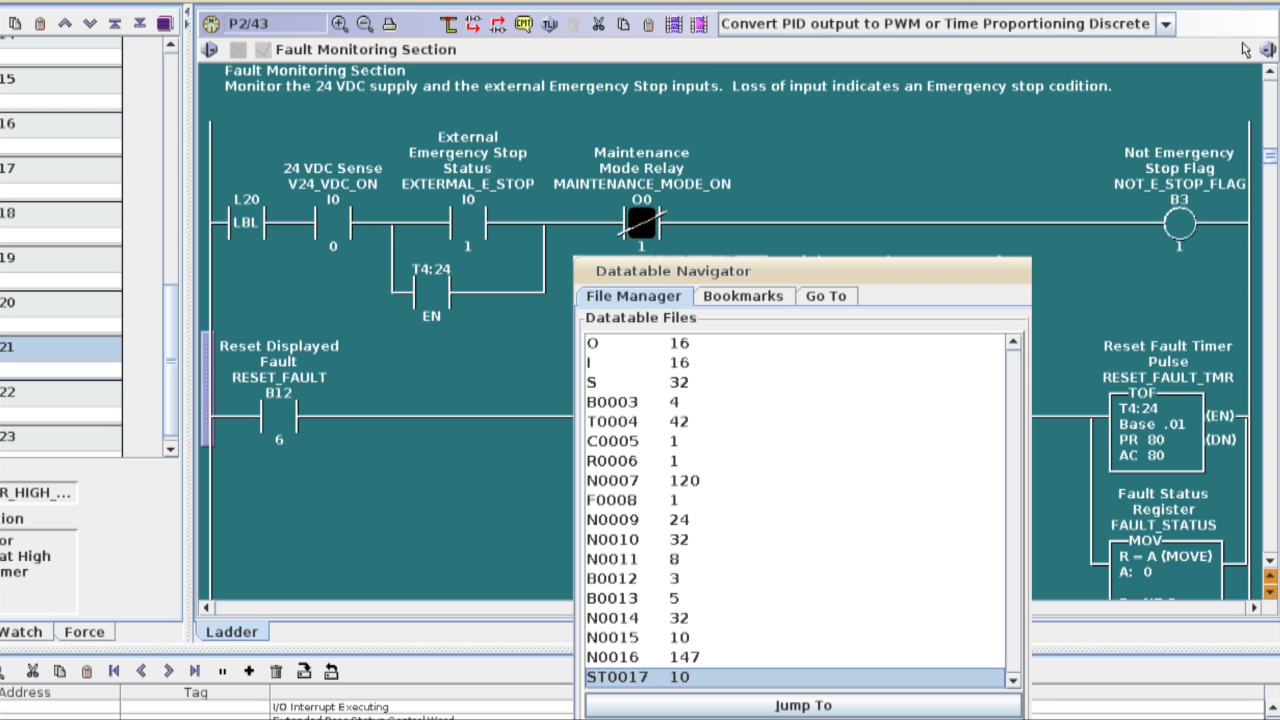 P2/43
Convert PID output to PWM or Time Proportioning Discrete
Fault Monitoring Section
Fault Monitoring Section
Monitor the 24 VDC supply and the external Emergency Stop inputs.  Loss of input indicates an Emergency stop codition.
15
16
17
18
19
20
21
22
23
R_HIGH_...
ion
or
at High
mer
Watch
Force
24 VDC Sense
V24_VDC_ON
External
Emergency Stop
Status
EXTERMAL_E_STOP
Maintenance
Mode Relay
MAINTENANCE_MODE_ON
Not Emergency
Stop Flag
NOT_E_STOP_FLAG
L20
LBL
I0
0
I0
1
O0
1
B3
1
T4:24
EN
Reset Displayed
Fault
RESET_FAULT
B12
6
Reset Fault Timer
Pulse
RESET_FAULT_TMR
TOF
T4:24
Base .01
PR 80
AC 80
(EN)
(DN)
Fault Status
Register
FAULT_STATUS
MOV
R = A (MOVE)
A: 0
Ladder
Datatable Navigator
File Manager
Bookmarks
Go To
Datatable Files
O 16
I 16
S 32
B0003 4
T0004 42
C0005 1
R0006 1
N0007 120
F0008 1
N0009 24
N0010 32
N0011 8
B0012 3
B0013 5
N0014 32
N0015 10
N0016 147
ST0017 10
Jump To
Address
Tag
I/O Interrupt Executing